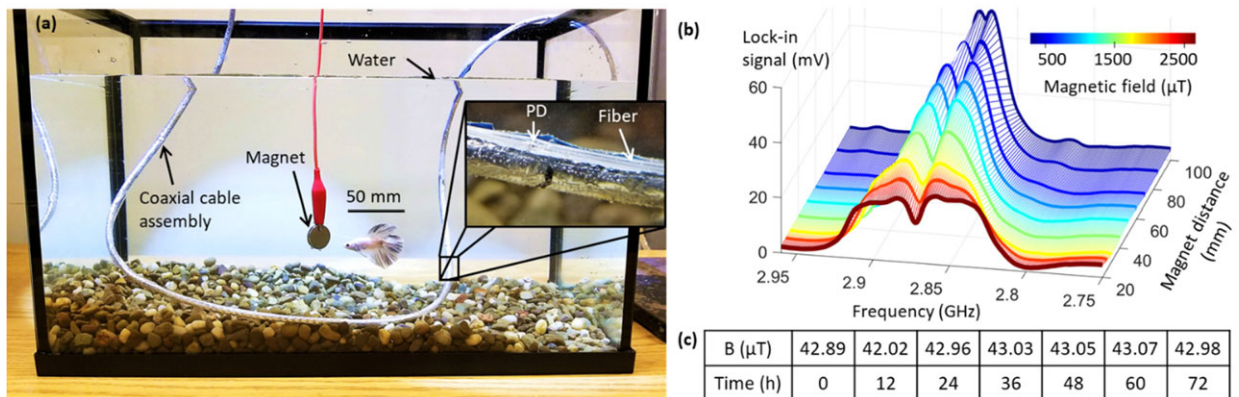 (a)
Water
PD
Fiber
Magnet
50 mm
Coaxial cable
assembly
(b)
Lock-in
signal (mV)
60
40
20
0
500 1500 2500
Magnetic field (µT)
2.95
2.9
2.85
2.8
2.75
Frequency (GHz)
100
80
60
40
20
Magnet distance
(mm)
(c)
B (µT) 42.89 42.02 42.96 43.03 43.05 43.07 42.98
Time (h) 0 12 24 36 48 60 72